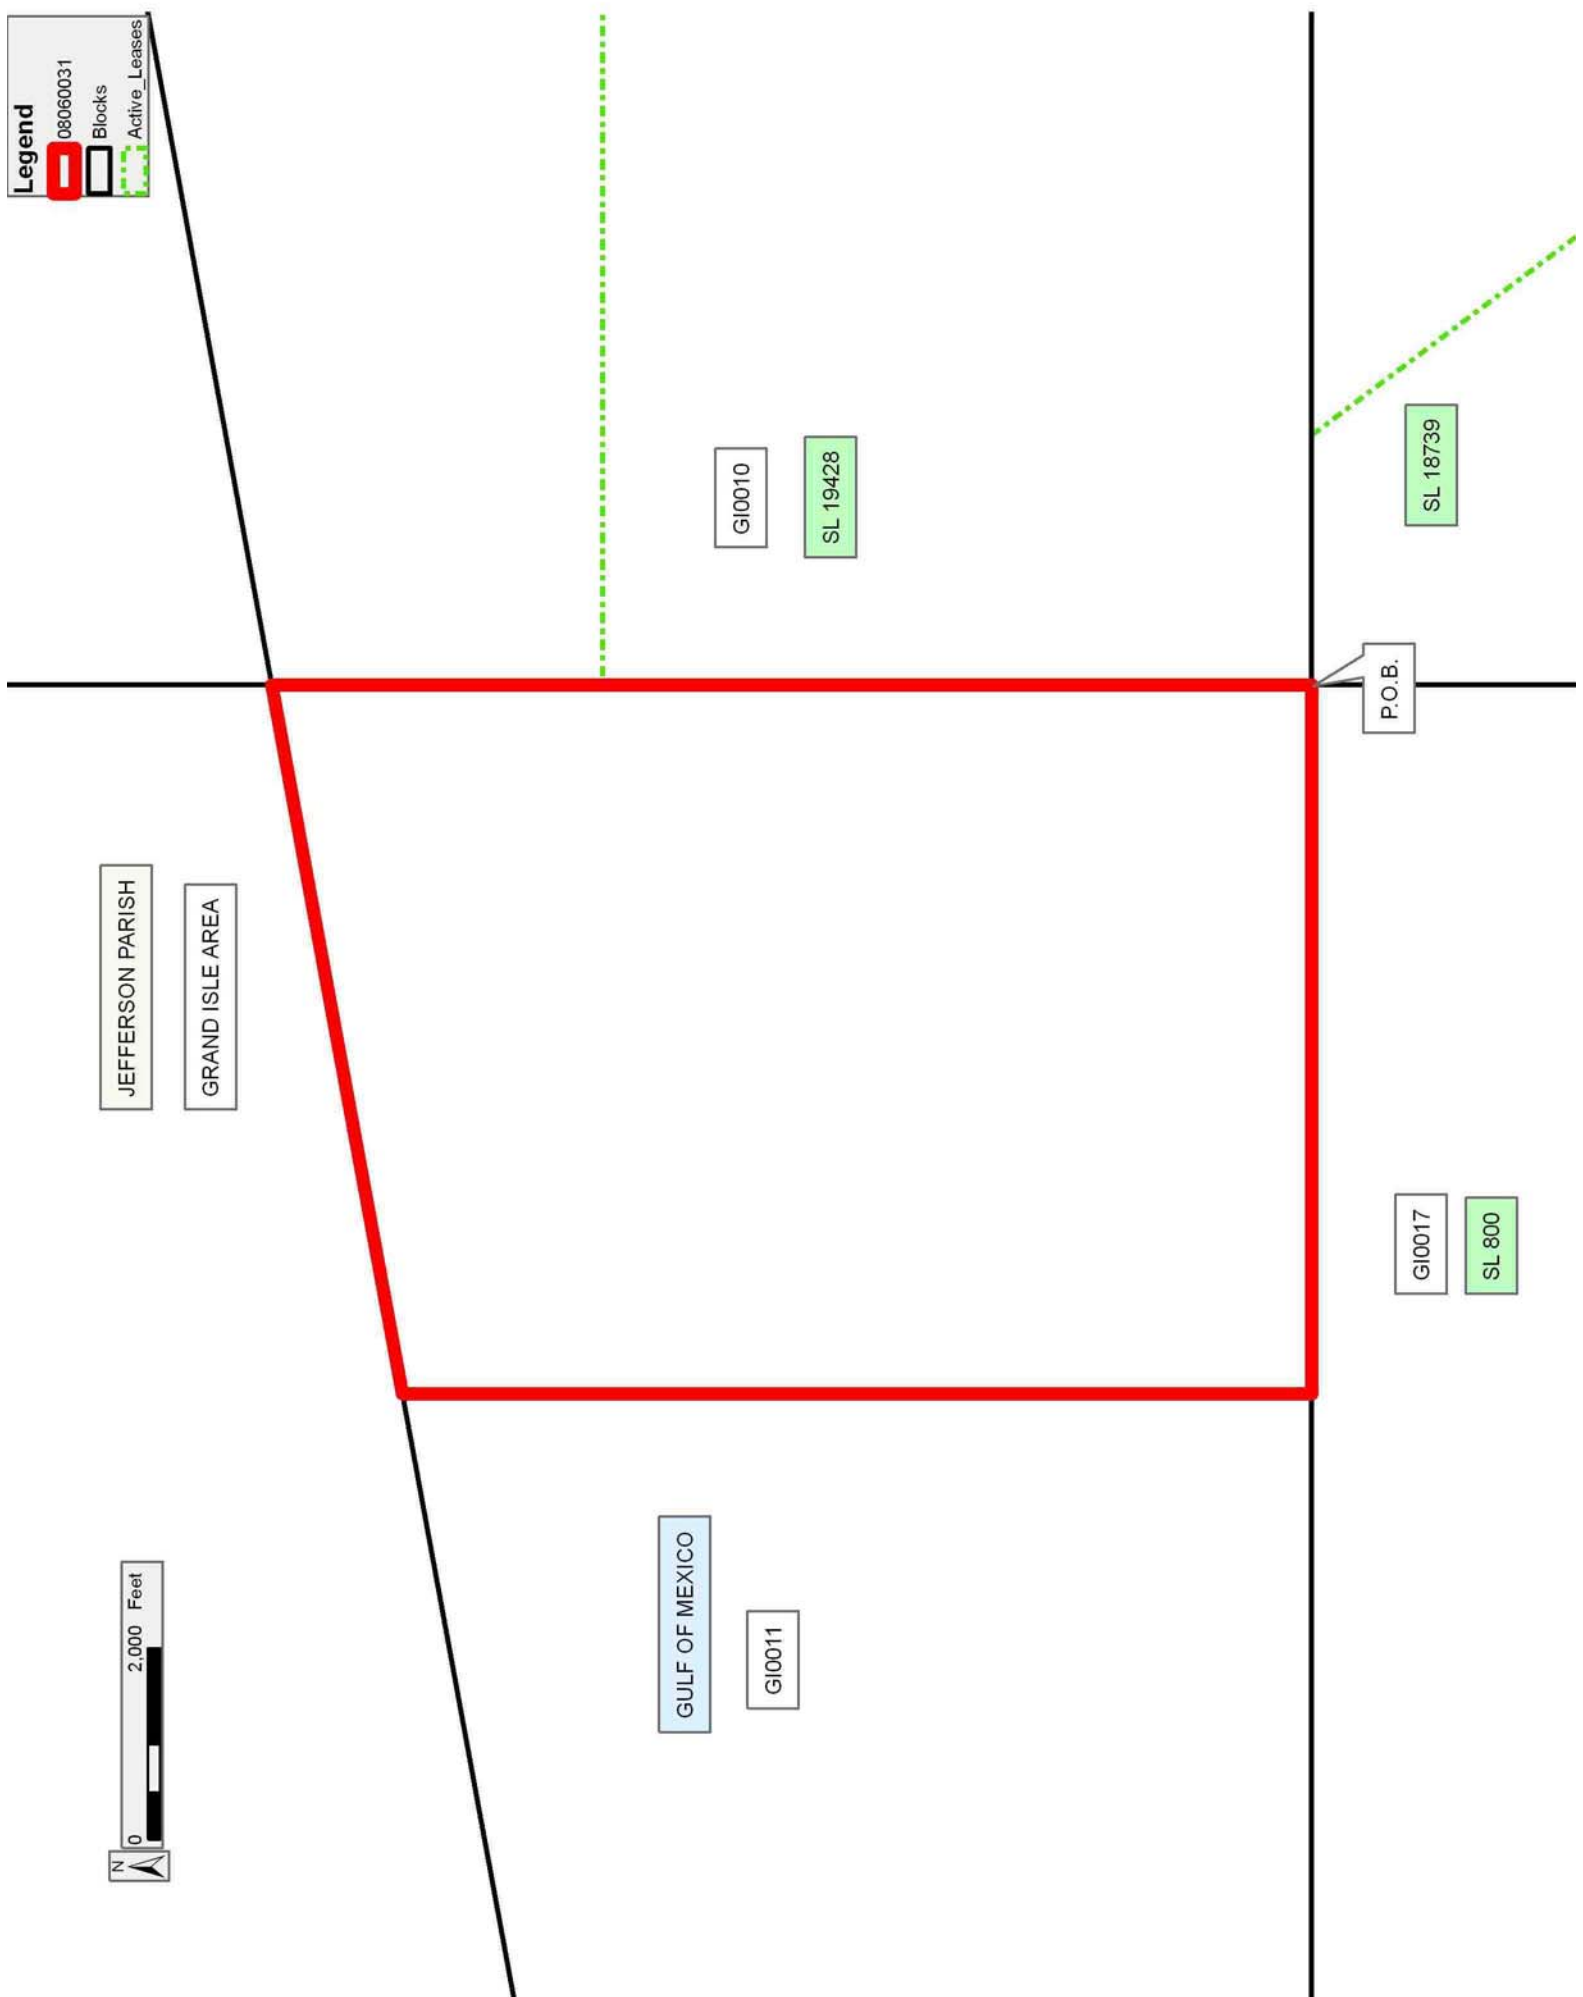 Legend
08060031
Blocks
Active_Leases
N
0 2,000 Feet
JEFFERSON PARISH
GRAND ISLE AREA
GULF OF MEXICO
GI0011
GI0010
SL 19428
P.O.B.
GI0017
SL 800
SL 18739